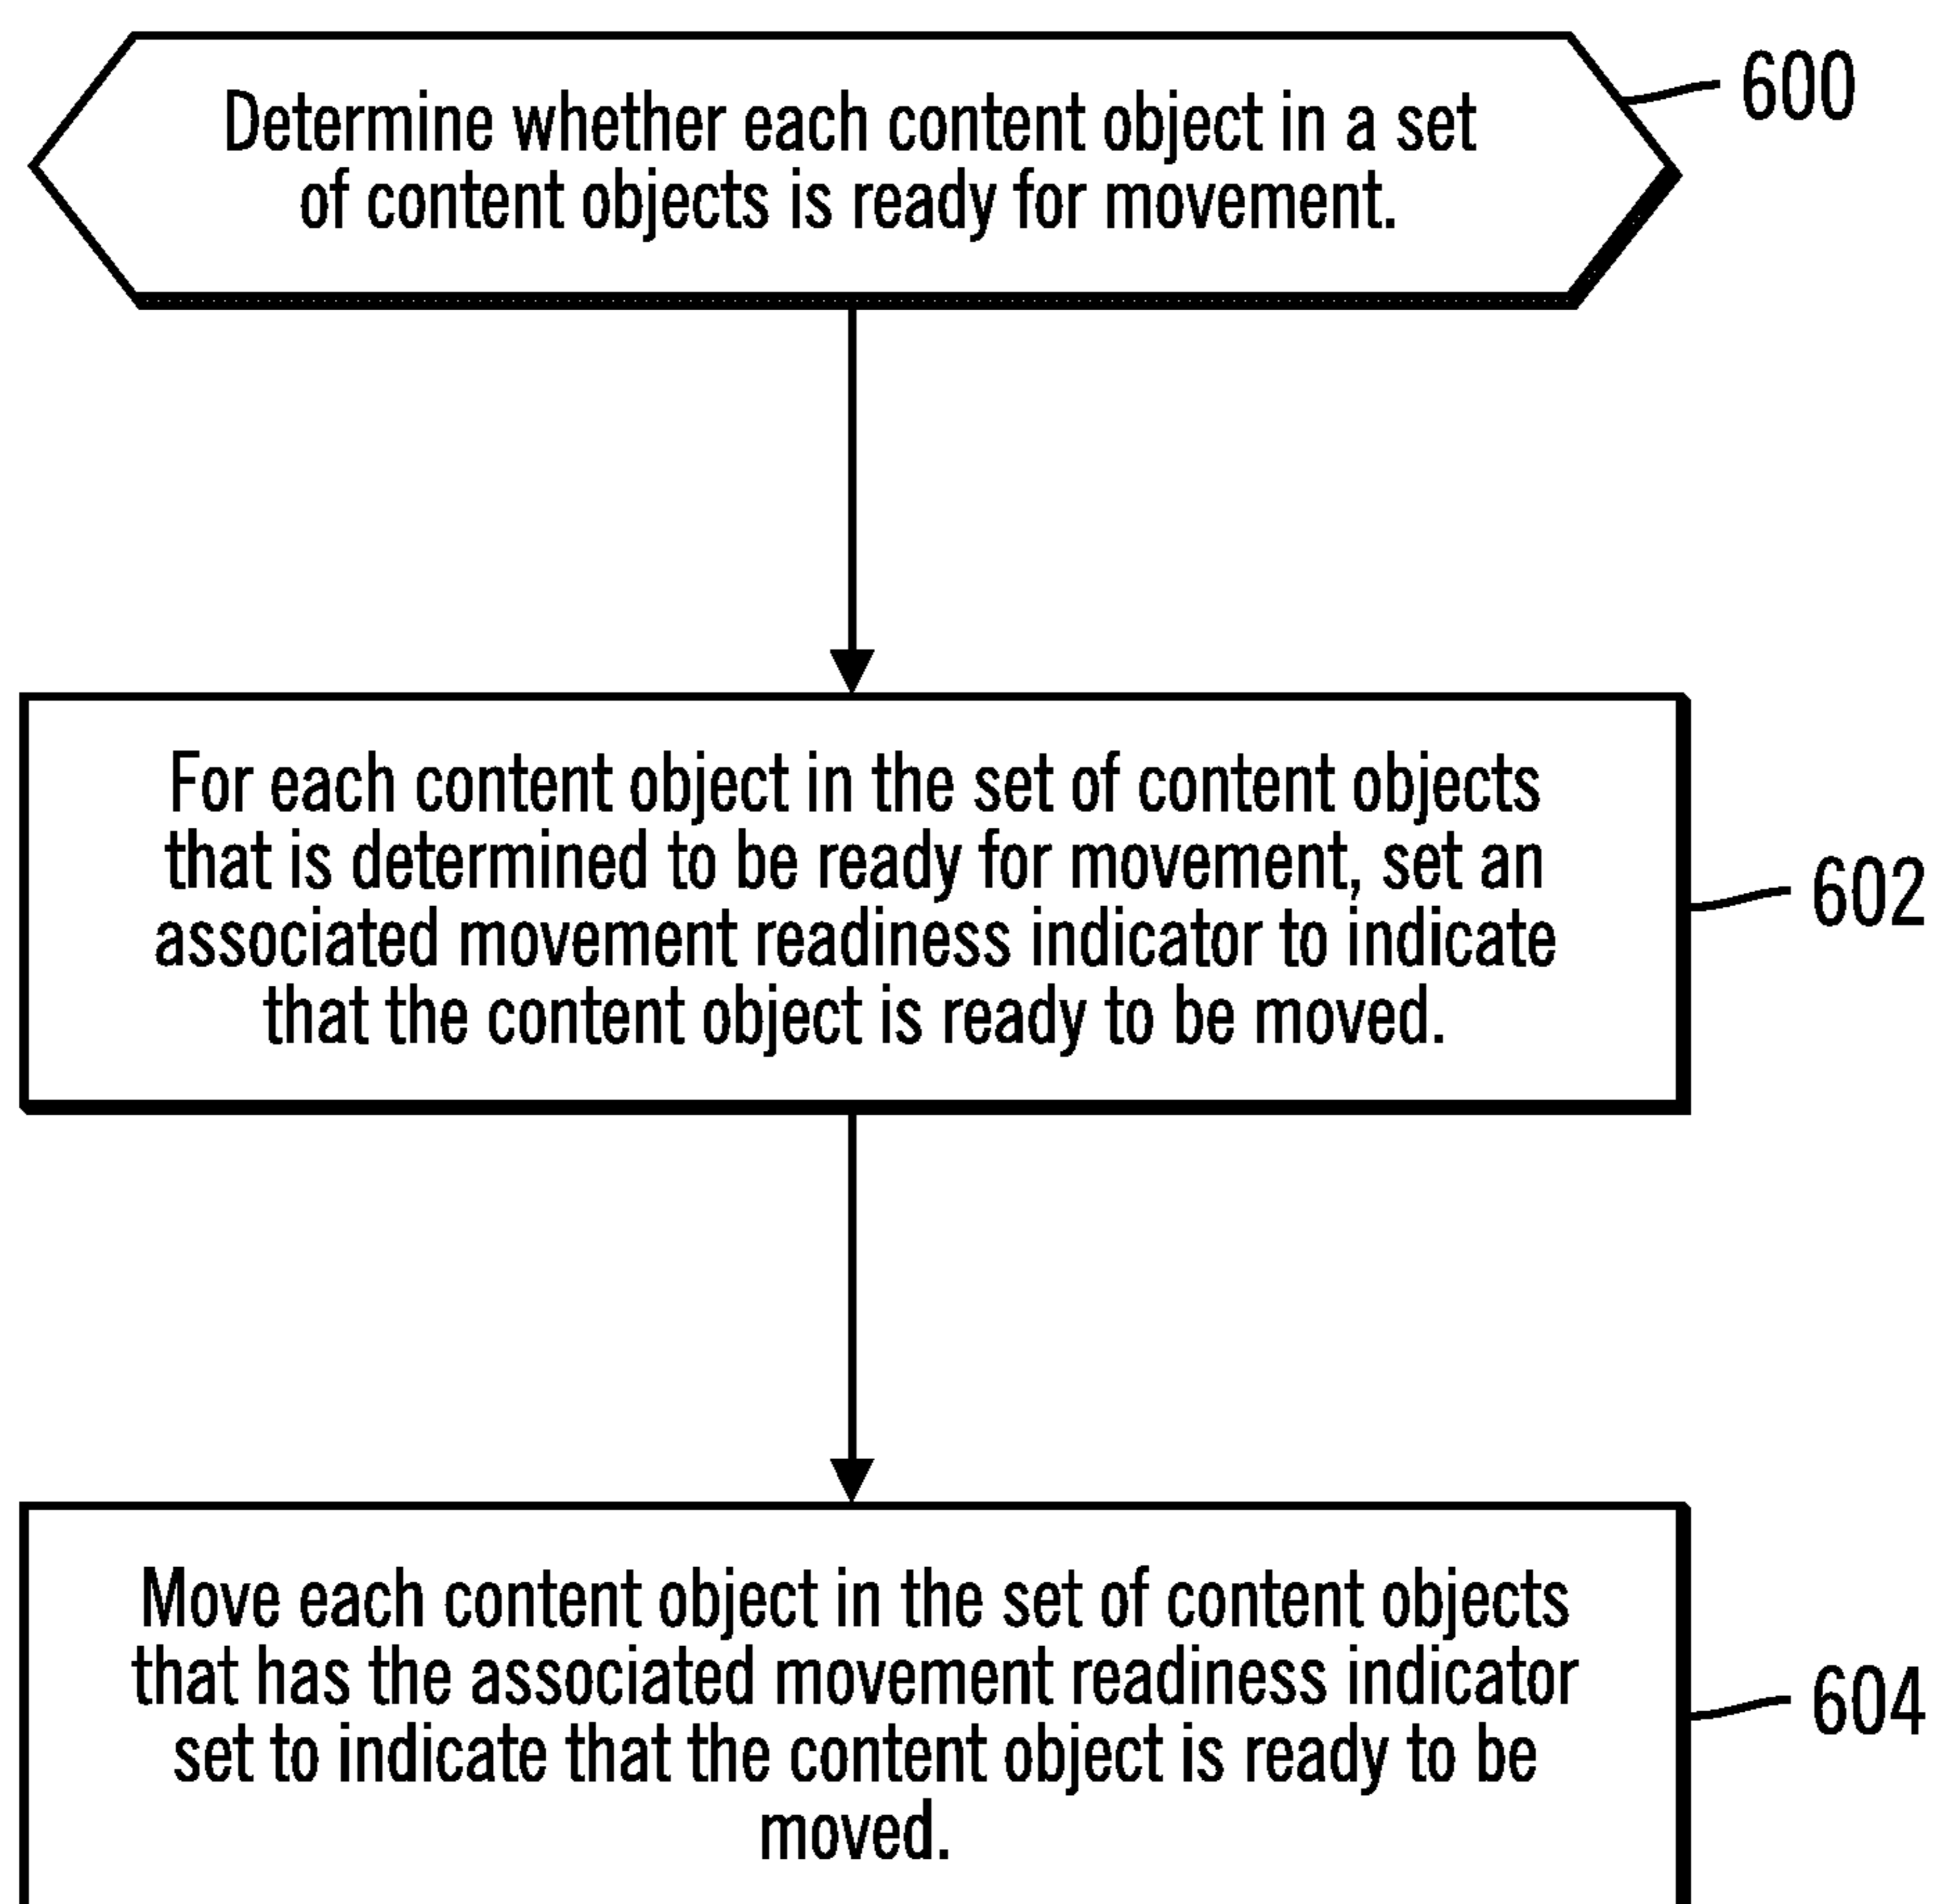 Determine whether each content object in a set
of content objects is ready for movement.
600
For each content object in the set of content objects
that is determined to be ready for movement, set an
associated movement readiness indicator to indicate
that the content object is ready to be moved.
602
Move each content object in the set of content objects
that has the associated movement readiness indicator
set to indicate that the content object is ready to be
moved.
604